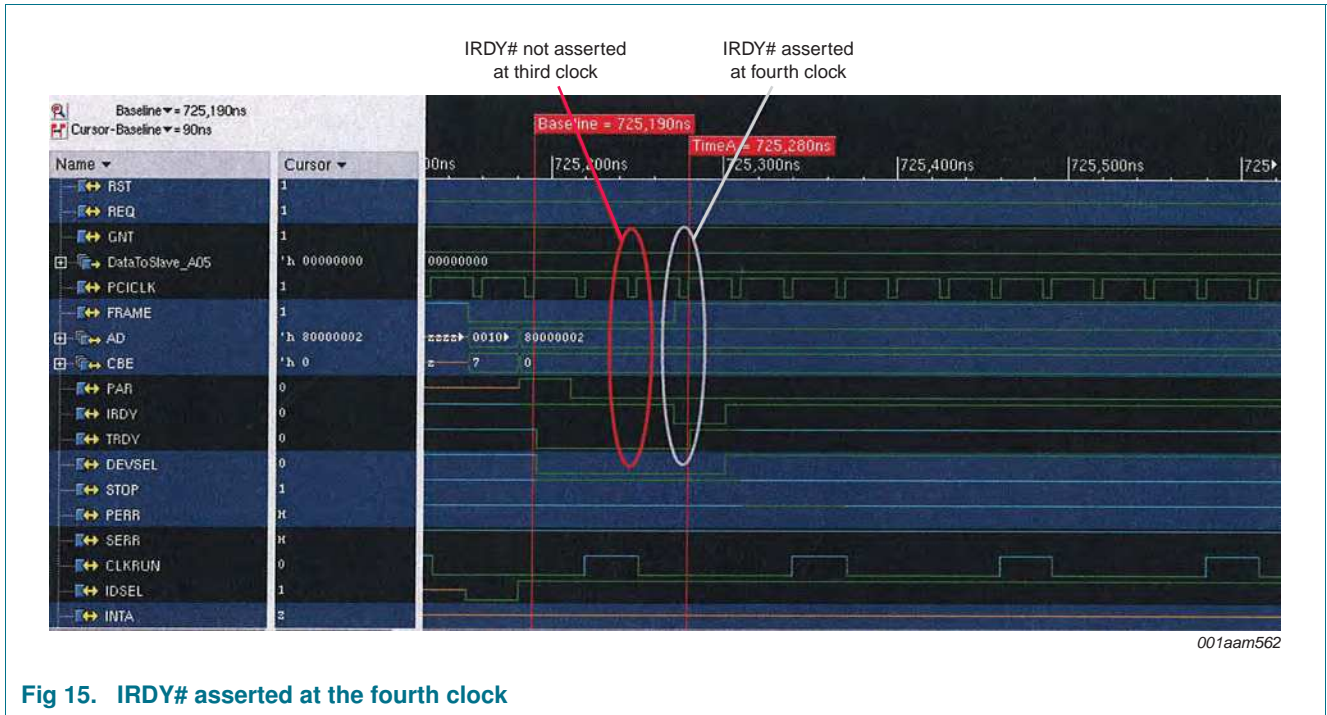 IRDY# not asserted
at third clock
IRDY# asserted
at fourth clock
Baseline▼= 725,190ns
Cursor-Baseline▼= 90ns
Baseline = 725,190ns
TimeA = 725,280ns
Name ▼ Cursor ▼ 00ns 725,200ns 725,300ns 725,400ns 725,500ns 725
RST 1
REQ 1
GNT 1
DataToSlave_A05 'h 00000000 00000000
PCICLK 1
FRAME 1
AD 'h 80000002 zzzz 0010 80000002
CBE 'h 0 z 7 0
PAR 0
IRDY 0
TRDY 0
DEVSEL 0
STOP 1
PERR H
SERR H
CLKRUN 0
IDSEL 1
INTA z
001aam562
Fig 15. IRDY# asserted at the fourth clock